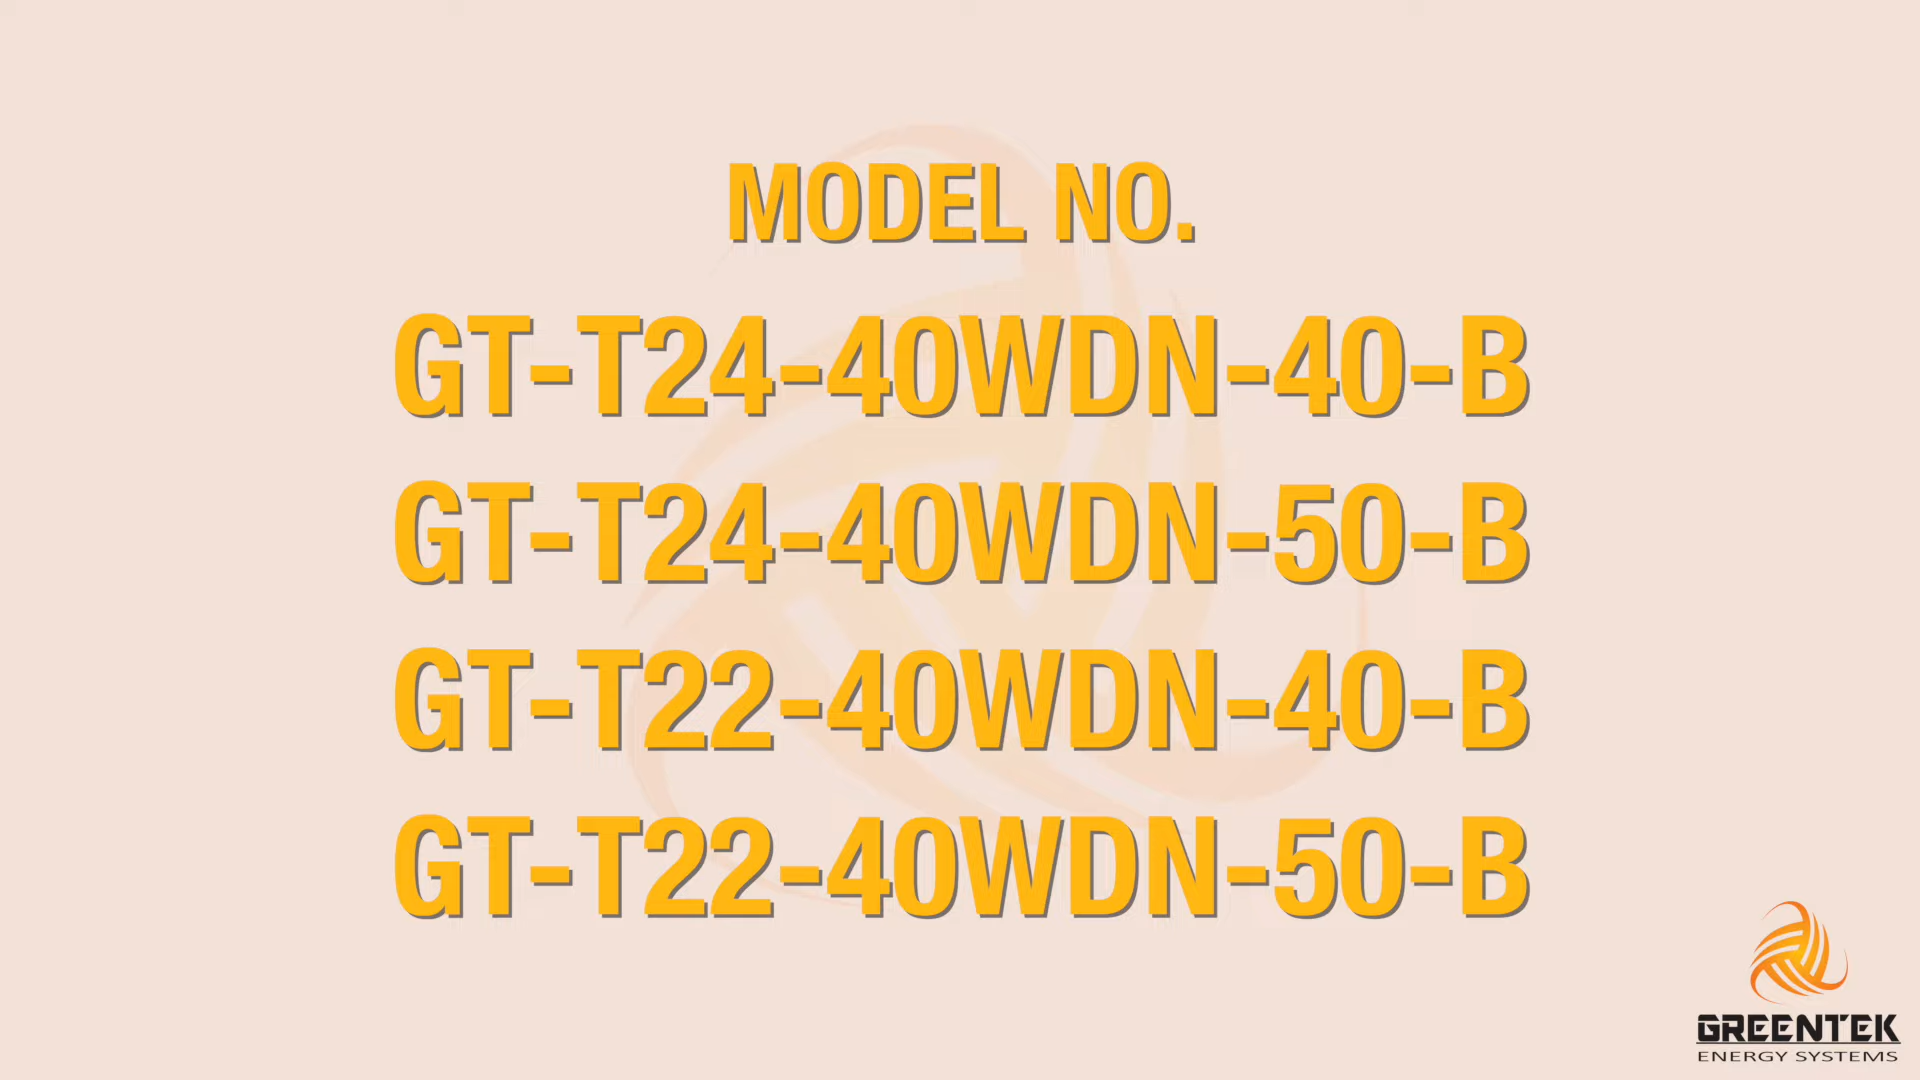 MODEL NO.
GT-T24-40WDN-40-B
GT-T24-40WDN-50-B
GT-T22-40WDN-40-B
GT-T22-40WDN-50-B
GREENTEK
ENERGY SYSTEMS